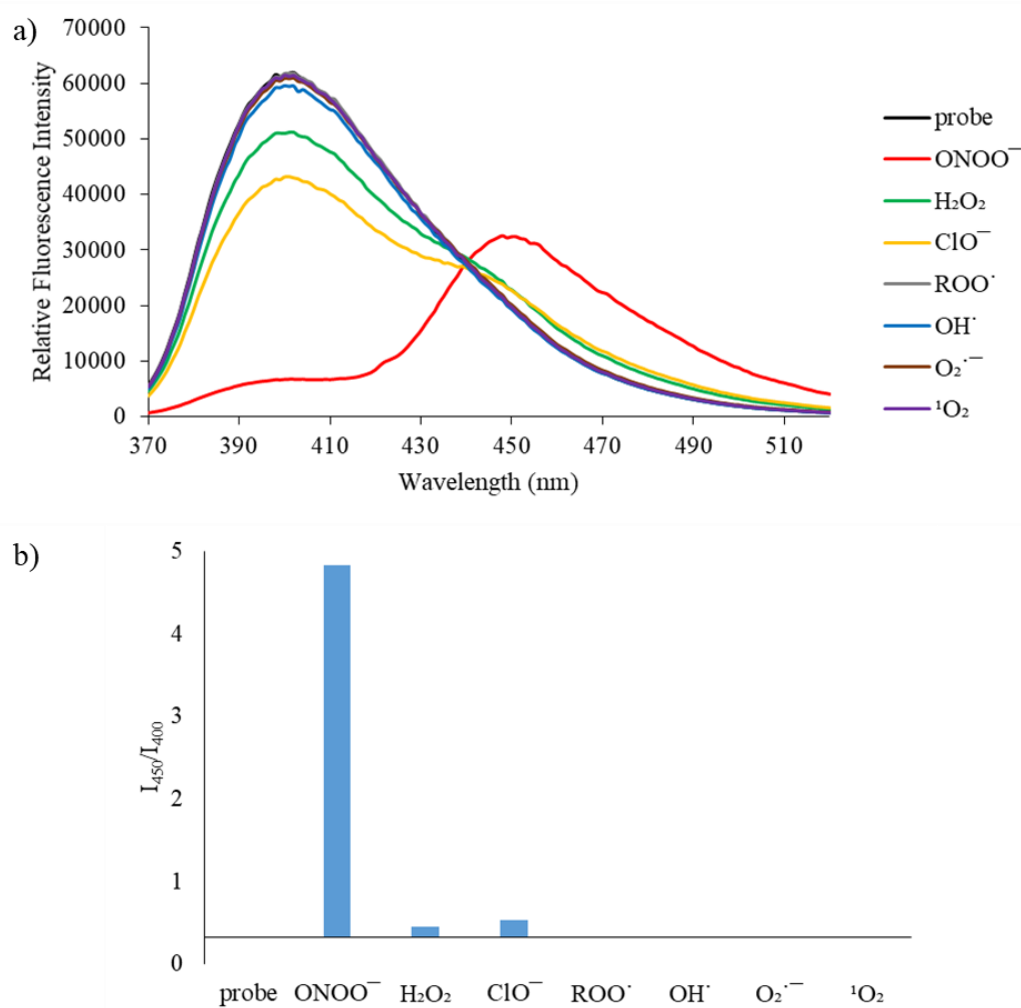 a)
Relative Fluorescence Intensity
70000
60000
50000
40000
30000
20000
10000
0
370 390 410 430 450 470 490 510
Wavelength (nm)
probe
ONOO¯
H₂O₂
ClO¯
ROO˙
OH˙
O₂˙¯
¹O₂
b)
I₄₅₀/I₄₀₀
5
4
3
2
1
0
probe ONOO¯ H₂O₂ ClO¯ ROO˙ OH˙ O₂˙¯ ¹O₂